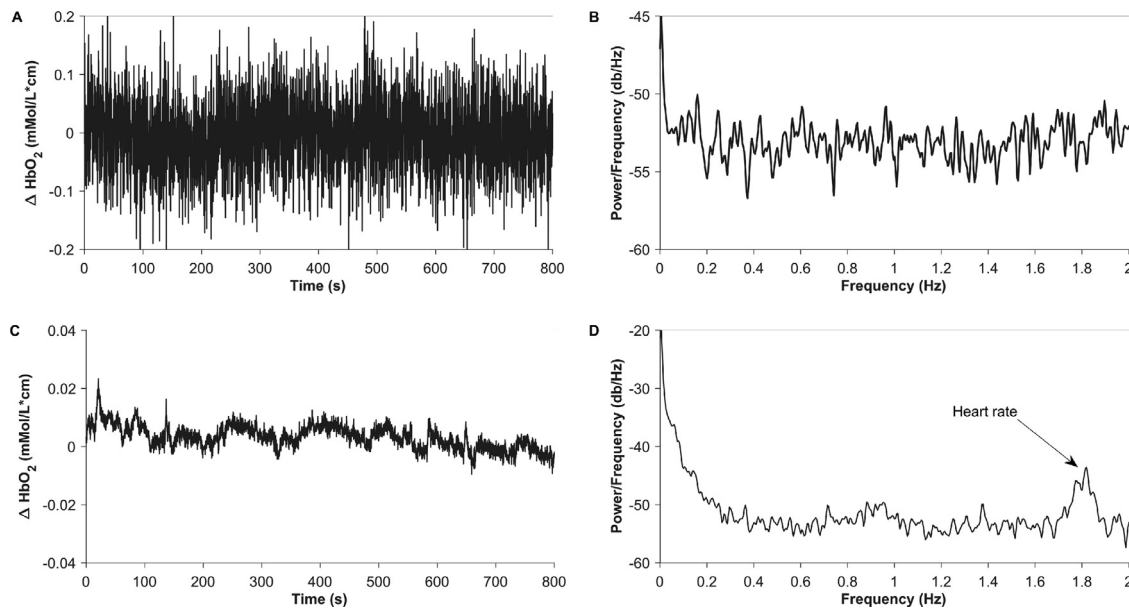 A
0.2
0.1
0
-0.1
-0.2
Δ HbO2 (mMol/L*cm)
0 100 200 300 400 500 600 700 800
Time (s)
B
-45
-50
-55
-60
Power/Frequency (db/Hz)
0 0.2 0.4 0.6 0.8 1 1.2 1.4 1.6 1.8 2
Frequency (Hz)
C
0.04
0.02
0
-0.02
-0.04
Δ HbO2 (mMol/L*cm)
0 100 200 300 400 500 600 700 800
Time (s)
D
-20
-30
-40
-50
-60
Power/Frequency (db/Hz)
Heart rate
0 0.2 0.4 0.6 0.8 1 1.2 1.4 1.6 1.8 2
Frequency (Hz)